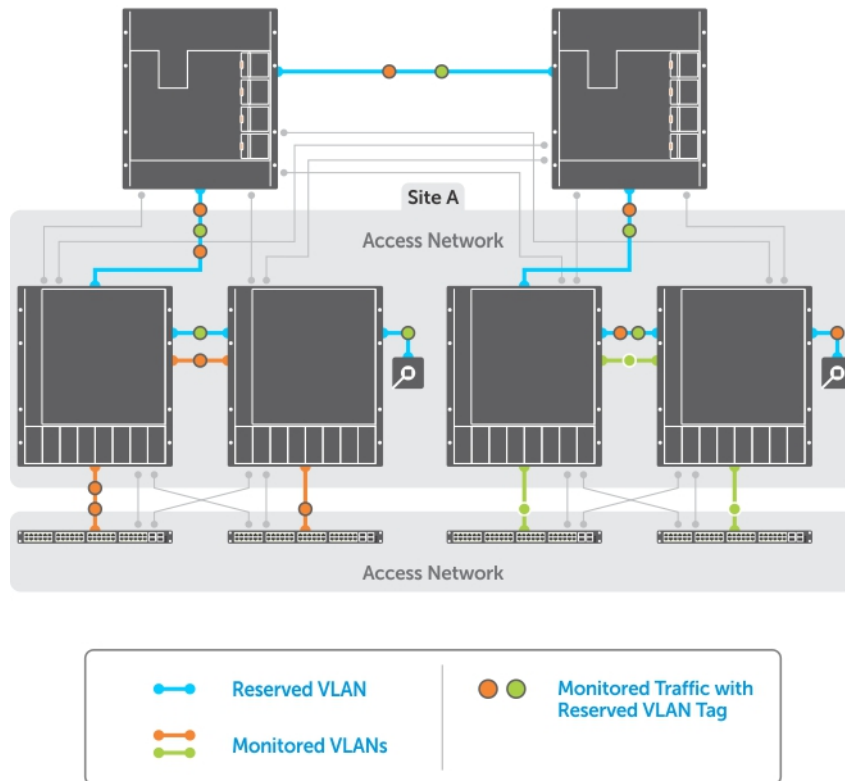 Site A
Access Network
Access Network
Reserved VLAN
Monitored VLANs
Monitored Traffic with
Reserved VLAN Tag